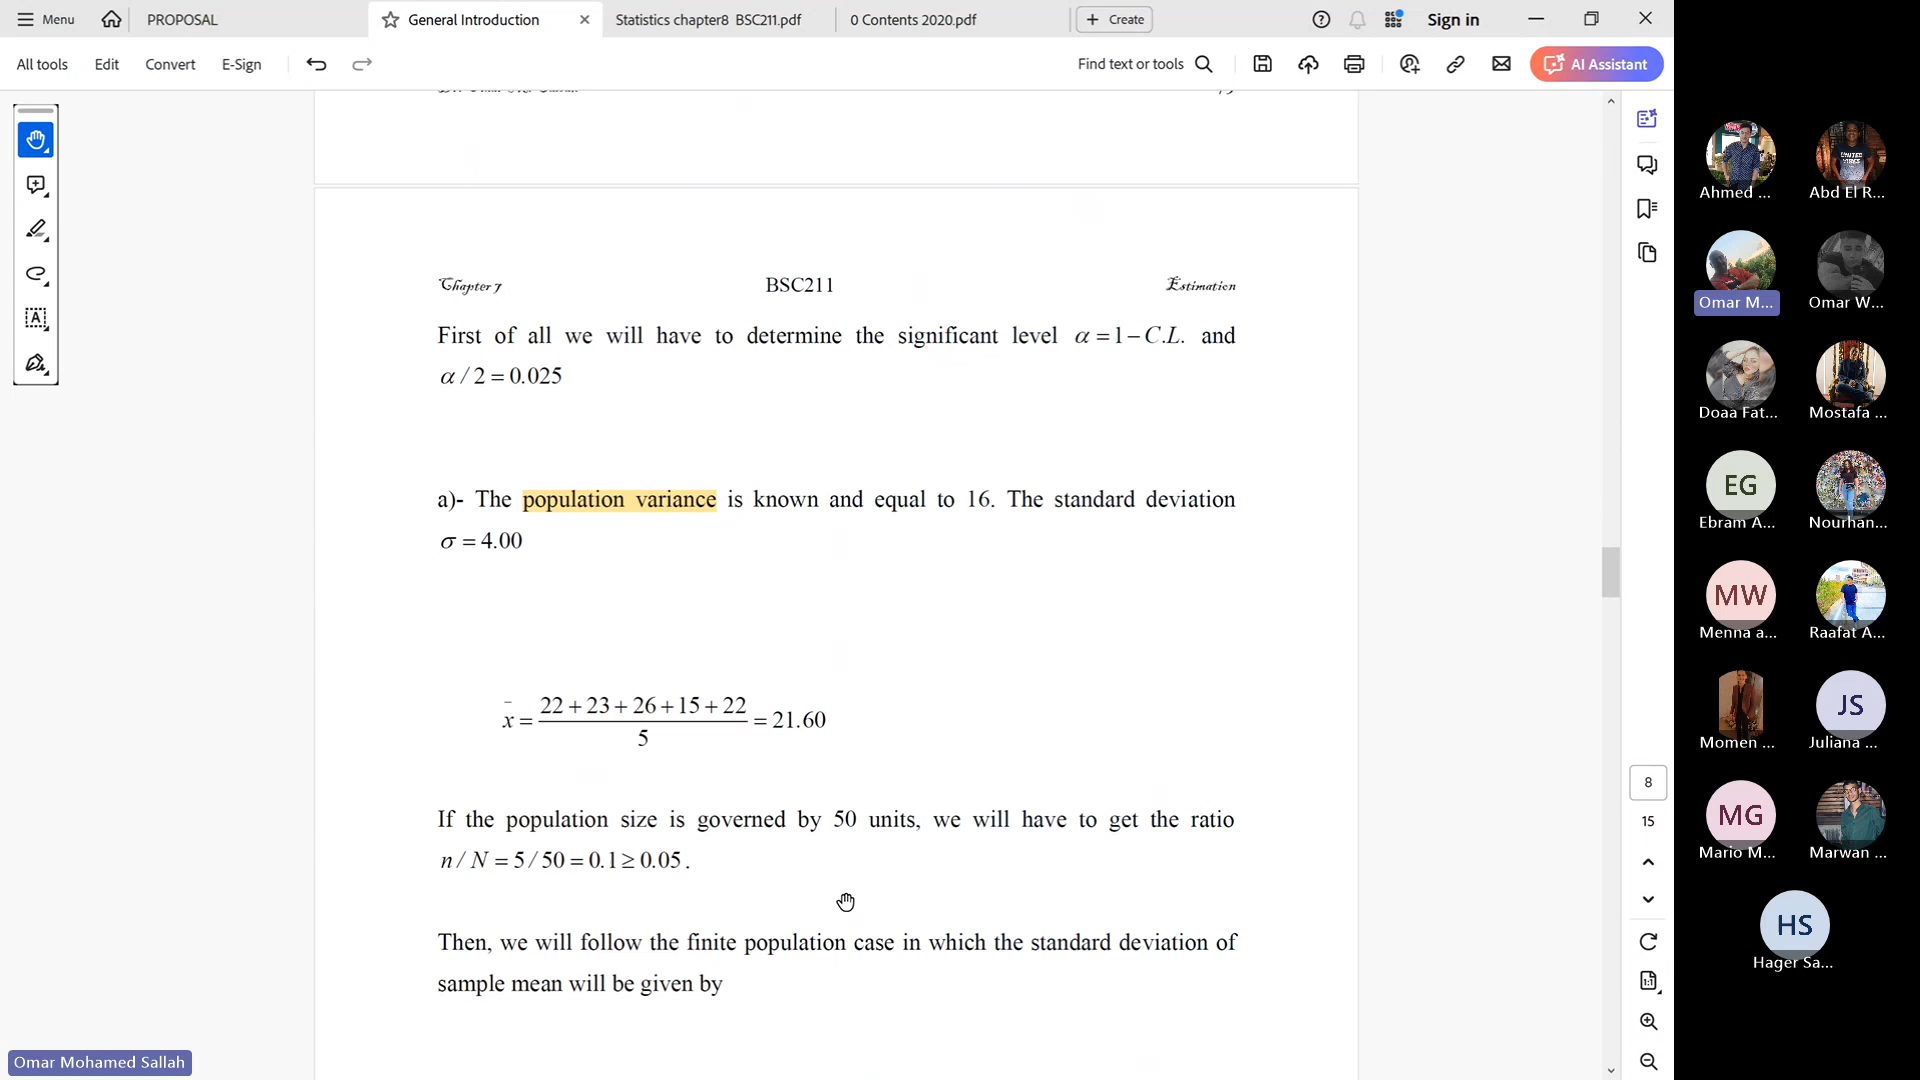 Menu
PROPOSAL
General Introduction
Statistics chapter8 BSC211.pdf
0 Contents 2020.pdf
Create
Sign in
All tools
Edit
Convert
E-Sign
Find text or tools
AI Assistant
Chapter 7
BSC211
Estimation
First of all we will have to determine the significant level α = 1 − C.L. and
α / 2 = 0.025
a)- The population variance is known and equal to 16. The standard deviation
σ = 4.00
x̄ = (22 + 23 + 26 + 15 + 22) / 5 = 21.60
If the population size is governed by 50 units, we will have to get the ratio
n / N = 5 / 50 = 0.1 ≥ 0.05.
Then, we will follow the finite population case in which the standard deviation of
sample mean will be given by
8
15
1:1
Ahmed ...
Abd El R...
Omar M...
Omar W...
Doaa Fat...
Mostafa ...
EG
Ebram A...
Nourhan...
MW
Menna a...
Raafat A...
Momen ...
JS
Juliana ...
MG
Mario M...
Marwan ...
HS
Hager Sa...
Omar Mohamed Sallah